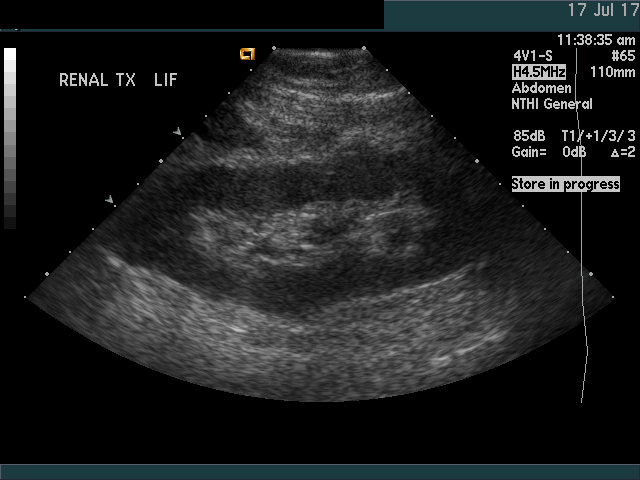 17 Jul 17
11:38:35 am
4V1-S #65
H4.5MHz 110mm
Abdomen
NTHI General
85dB T1/+1/3/3
Gain= 0dB Δ=2
Store in progress
RENAL TX LIF